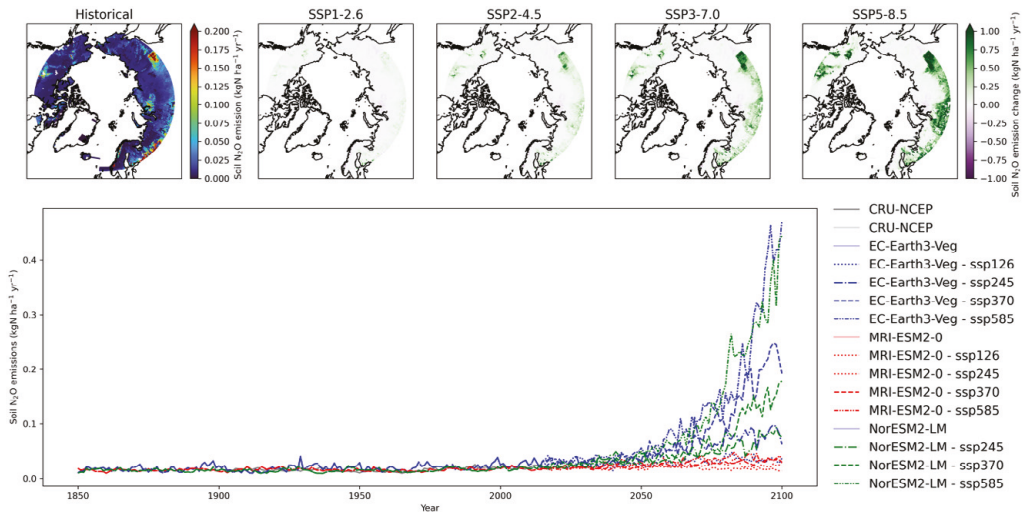 Historical
SSP1-2.6
SSP2-4.5
SSP3-7.0
SSP5-8.5
0.200
0.175
0.150
0.125
0.100
0.075
0.050
0.025
0.000
Soil N₂O emission (kgN ha⁻¹ yr⁻¹)
1.00
0.75
0.50
0.25
0.00
−0.25
−0.50
−0.75
−1.00
Soil N₂O emission change (kgN ha⁻¹ yr⁻¹)
Soil N₂O emissions (kgN ha⁻¹ yr⁻¹)
0.4
0.3
0.2
0.1
0.0
1850
1900
1950
2000
2050
2100
Year
CRU-NCEP
CRU-NCEP
EC-Earth3-Veg
EC-Earth3-Veg - ssp126
EC-Earth3-Veg - ssp245
EC-Earth3-Veg - ssp370
EC-Earth3-Veg - ssp585
MRI-ESM2-0
MRI-ESM2-0 - ssp126
MRI-ESM2-0 - ssp245
MRI-ESM2-0 - ssp370
MRI-ESM2-0 - ssp585
NorESM2-LM
NorESM2-LM - ssp245
NorESM2-LM - ssp370
NorESM2-LM - ssp585